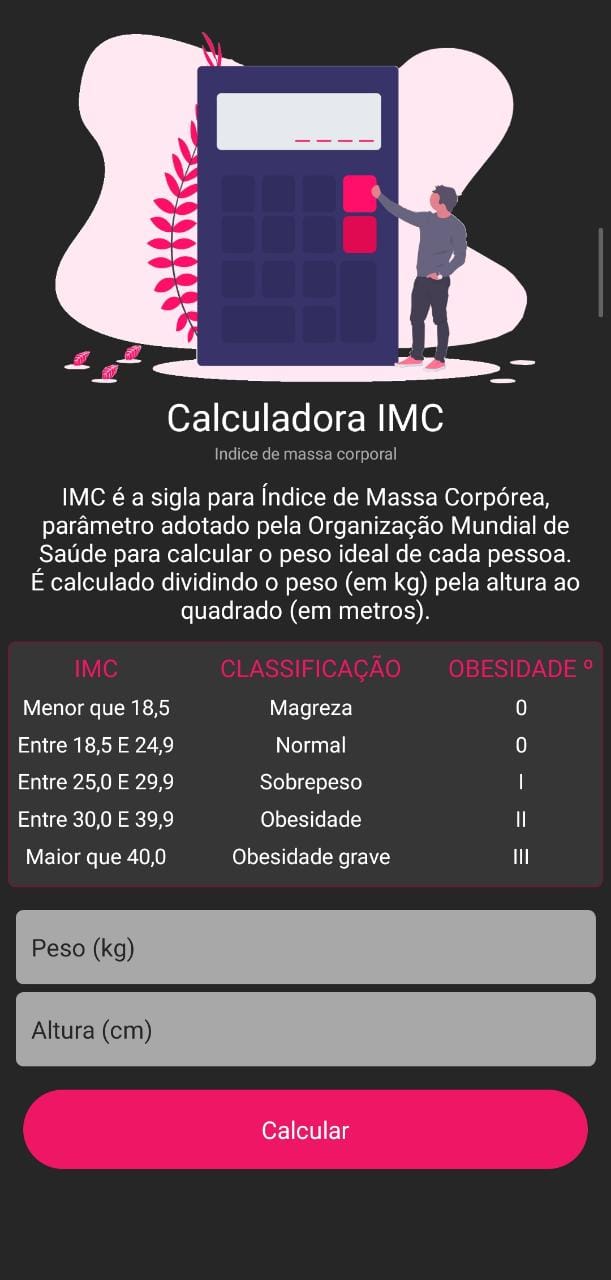 Calculadora IMC
Indice de massa corporal
IMC é a sigla para Índice de Massa Corpórea,
parâmetro adotado pela Organização Mundial de
Saúde para calcular o peso ideal de cada pessoa.
É calculado dividindo o peso (em kg) pela altura ao
quadrado (em metros).
IMC CLASSIFICAÇÃO OBESIDADE º
Menor que 18,5 Magreza 0
Entre 18,5 E 24,9 Normal 0
Entre 25,0 E 29,9 Sobrepeso I
Entre 30,0 E 39,9 Obesidade II
Maior que 40,0 Obesidade grave III
Peso (kg)
Altura (cm)
Calcular